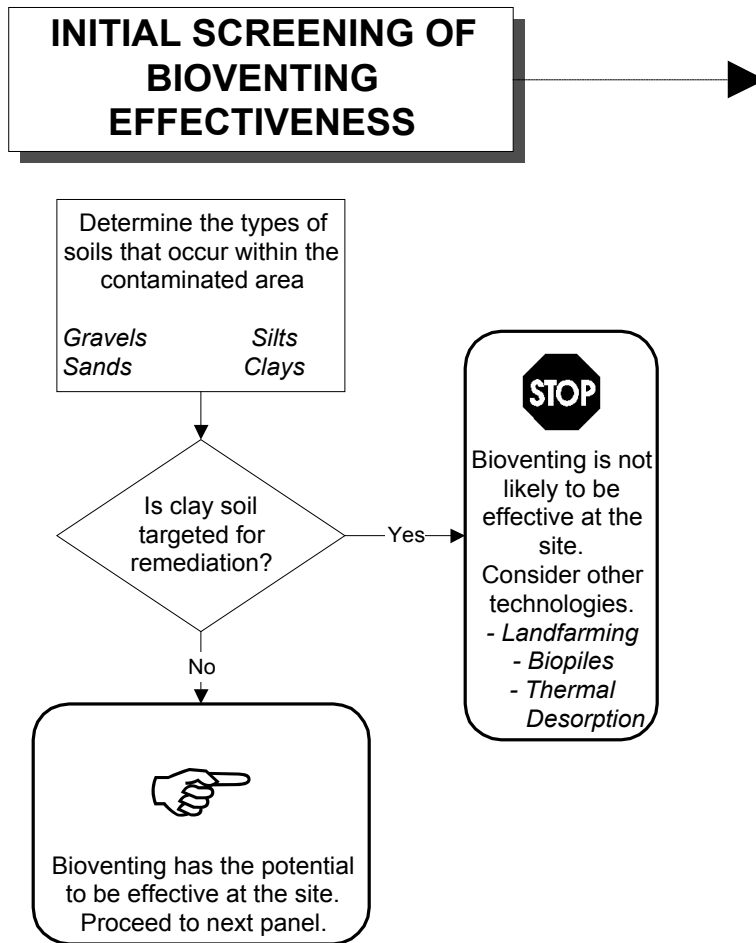 INITIAL SCREENING OF
BIOVENTING
EFFECTIVENESS
Determine the types of
soils that occur within the
contaminated area
Gravels Silts
Sands Clays
Is clay soil
targeted for
remediation?
Yes
STOP
Bioventing is not
likely to be
effective at the
site.
Consider other
technologies.
- Landfarming
- Biopiles
- Thermal
Desorption
No
Bioventing has the potential
to be effective at the site.
Proceed to next panel.